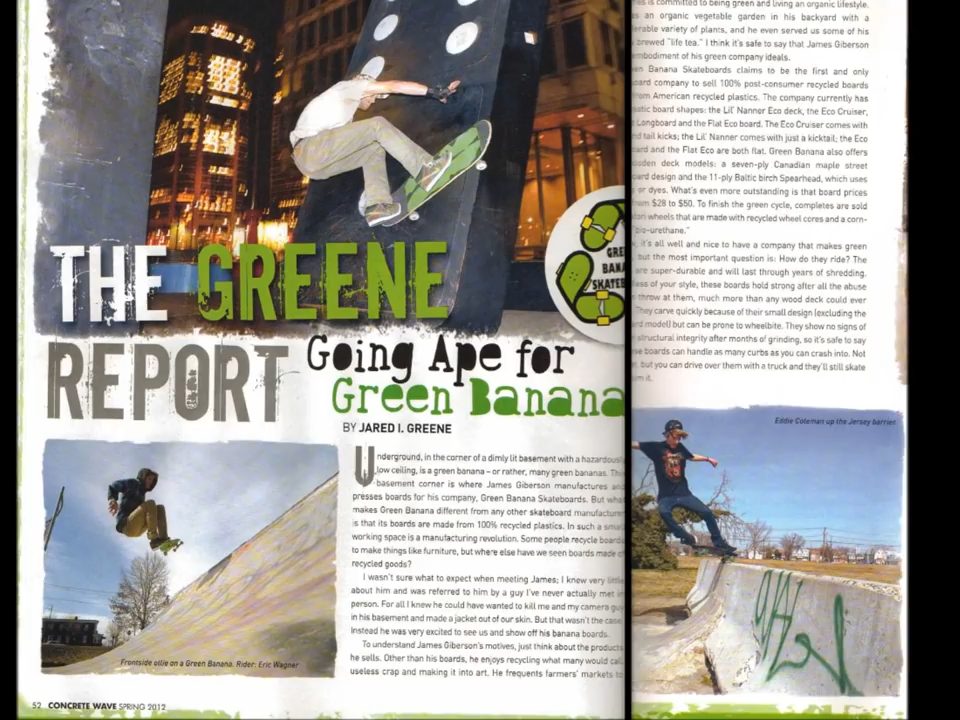 THE GREENE
REPORT
Going Ape for
Green Banana
BY JARED I. GREENE
GREE
BANA
SKATEB
Underground, in the corner of a dimly lit basement with a hazardously
low ceiling, is a green banana – or rather, many green bananas. This
basement corner is where James Giberson manufactures and
presses boards for his company, Green Banana Skateboards. But what
makes Green Banana different from any other skateboard manufacture
is that its boards are made from 100% recycled plastics. In such a small
working space is a manufacturing revolution. Some people recycle boards
to make things like furniture, but where else have we seen boards made of
recycled goods?
I wasn't sure what to expect when meeting James; I knew very little
about him and was referred to him by a guy I've never actually met in
person. For all I knew he could have wanted to kill me and my camera guy
in his basement and made a jacket out of our skin. But that wasn't the case.
Instead he was very excited to see us and show off his banana boards.
To understand James Giberson's motives, just think about the products
he sells. Other than his boards, he enjoys recycling what many would call
useless crap and making it into art. He frequents farmers' markets to
Frontside ollie on a Green Banana. Rider: Eric Wagner
52 CONCRETE WAVE SPRING 2012
is committed to being green and living an organic lifestyle.
an organic vegetable garden in his backyard with a
variety of plants, and he even served us some of his
brewed "life tea." I think it's safe to say that James Giberson
embodiment of his green company ideals.
en Banana Skateboards claims to be the first and only
oard company to sell 100% post-consumer recycled boards
from American recycled plastics. The company currently has
atic board shapes: the Lil' Nanner Eco deck, the Eco Cruiser,
Longboard and the Flat Eco board. The Eco Cruiser comes with
nd tail kicks; the Lil' Nanner comes with just a kicktail; the Eco
ard and the Flat Eco are both flat. Green Banana also offers
oden deck models: a seven-ply Canadian maple street
oard design and the 11-ply Baltic birch Spearhead, which uses
or dyes. What's even more outstanding is that board prices
from $28 to $50. To finish the green cycle, completes are sold
wheels that are made with recycled wheel cores and a corn-
"bio-urethane."
it's all well and nice to have a company that makes green
but the most important question is: How do they ride? The
are super-durable and will last through years of shredding.
less of your style, these boards hold strong after all the abuse
throw at them, much more than any wood deck could ever
They carve quickly because of their small design (excluding the
model) but can be prone to wheelbite. They show no signs of
structural integrity after months of grinding, so it's safe to say
se boards can handle as many curbs as you can crash into. Not
but you can drive over them with a truck and they'll still skate
it.
Eddie Coleman up the Jersey barrier